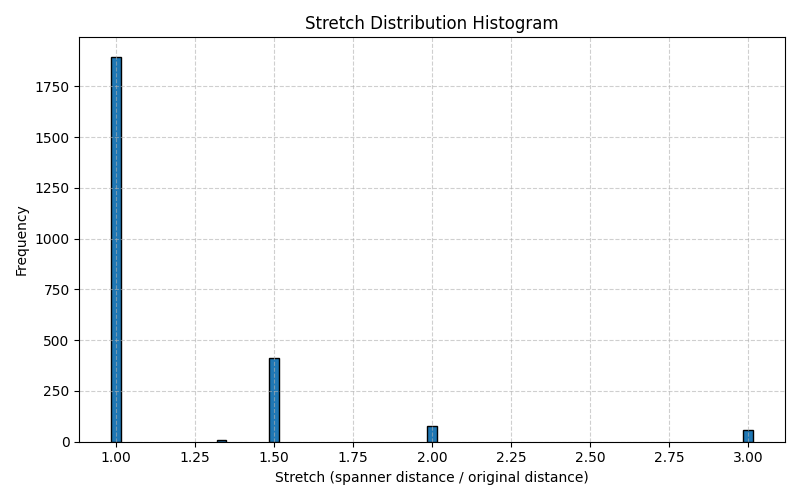 Stretch Distribution Histogram
Frequency
1750
1500
1250
1000
750
500
250
0
1.00 1.25 1.50 1.75 2.00 2.25 2.50 2.75 3.00
Stretch (spanner distance / original distance)